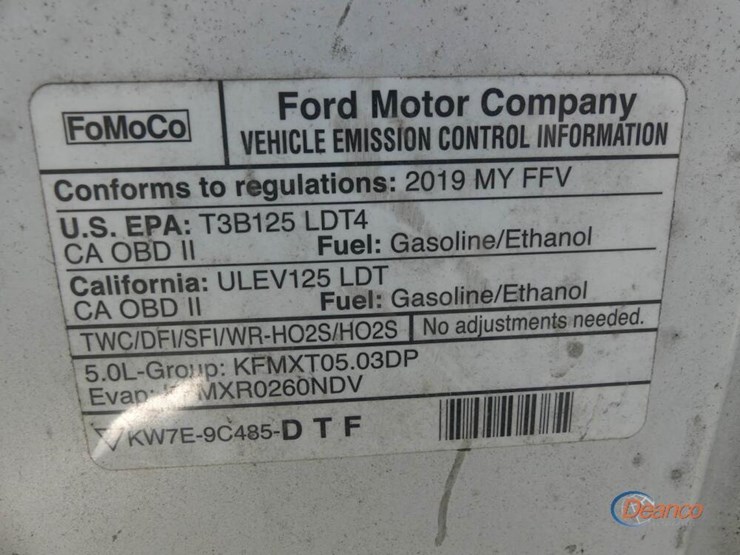 FoMoCo
Ford Motor Company
VEHICLE EMISSION CONTROL INFORMATION
Conforms to regulations: 2019 MY FFV
U.S. EPA: T3B125 LDT4
CA OBD II Fuel: Gasoline/Ethanol
California: ULEV125 LDT
CA OBD II Fuel: Gasoline/Ethanol
TWC/DFI/SFI/WR-HO2S/HO2S No adjustments needed.
5.0L-Group: KFMXT05.03DP
Evap: MXR0260NDV
KW7E-9C485-D T F
Deanco